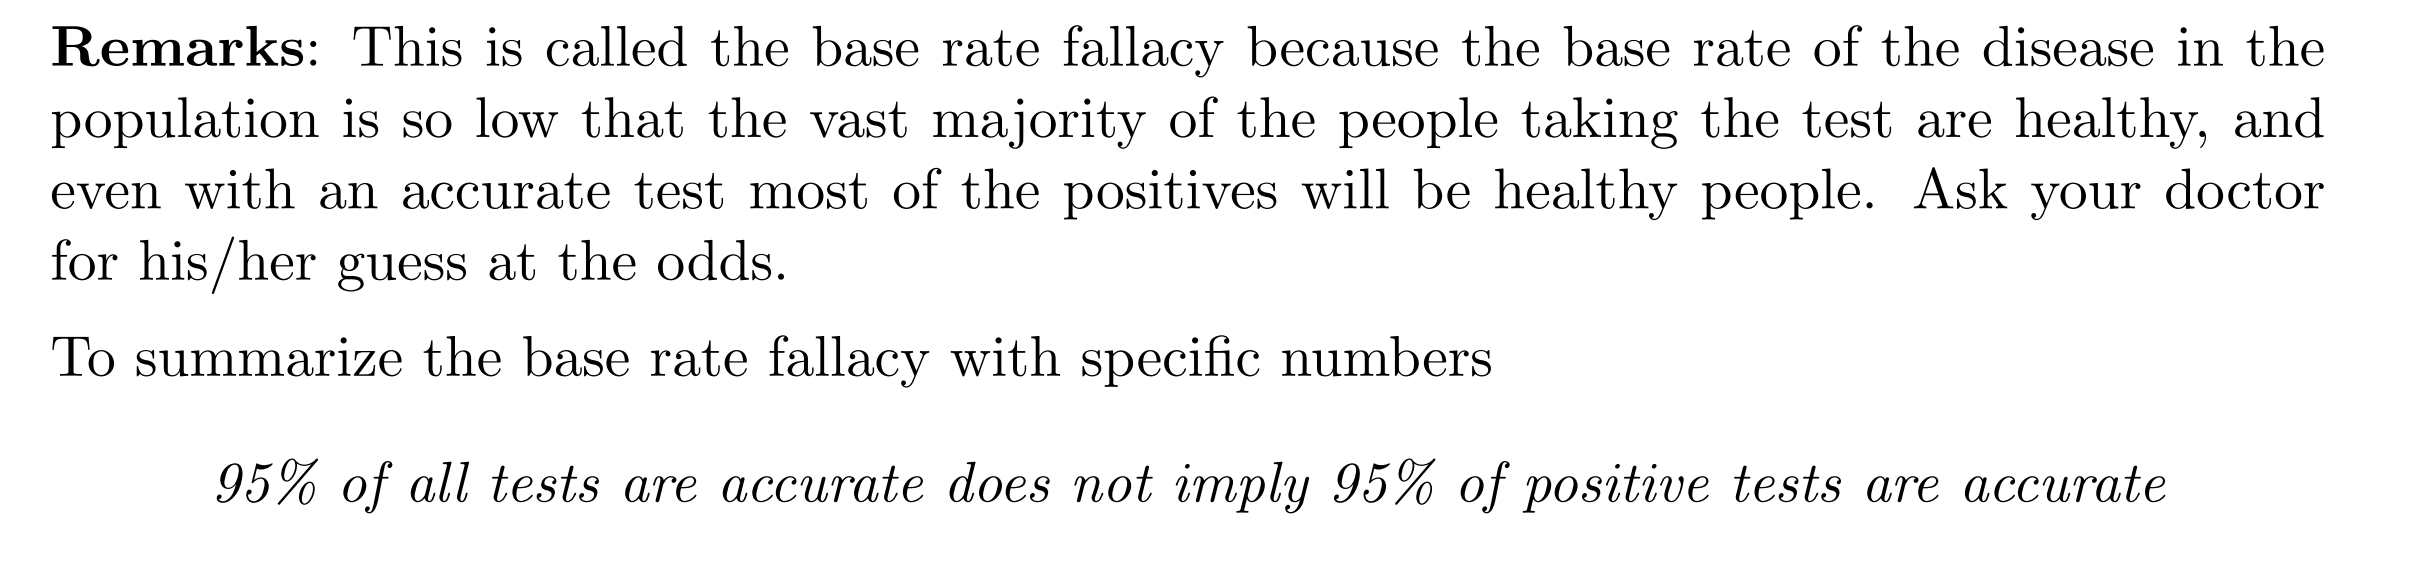 Remarks: This is called the base rate fallacy because the base rate of the disease in the
population is so low that the vast majority of the people taking the test are healthy, and
even with an accurate test most of the positives will be healthy people. Ask your doctor
for his/her guess at the odds.
To summarize the base rate fallacy with specific numbers
95% of all tests are accurate does not imply 95% of positive tests are accurate